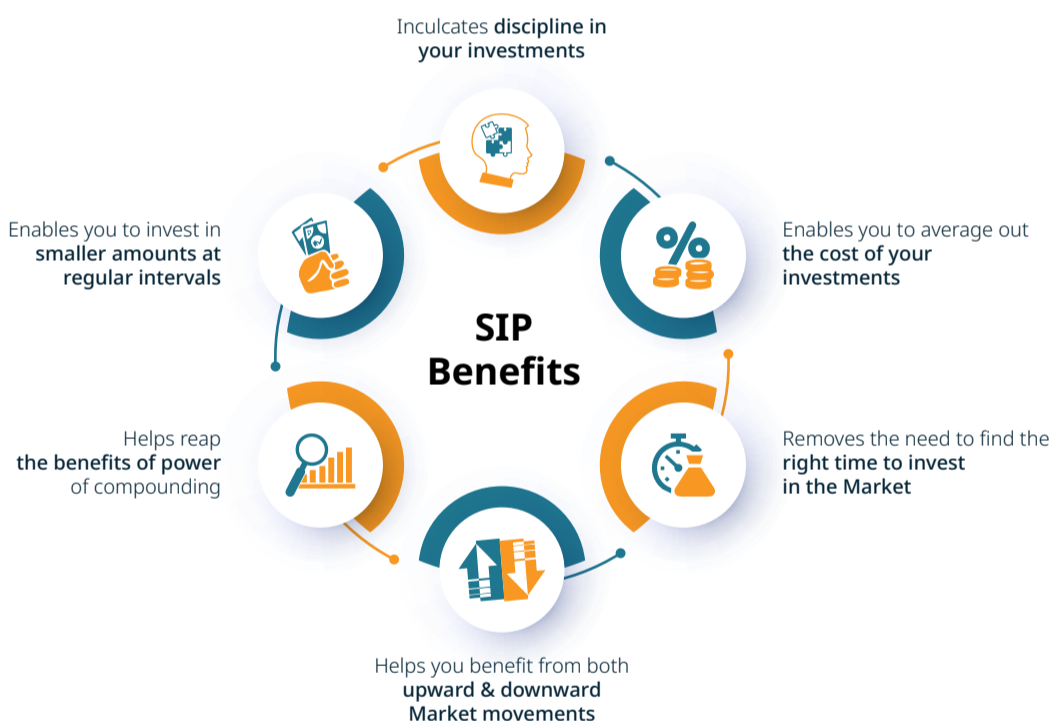 Inculcates discipline in
your investments
Enables you to average out
the cost of your
investments
Removes the need to find the
right time to invest
in the Market
Helps you benefit from both
upward & downward
Market movements
Helps reap
the benefits of power
of compounding
Enables you to invest in
smaller amounts at
regular intervals
SIP
Benefits